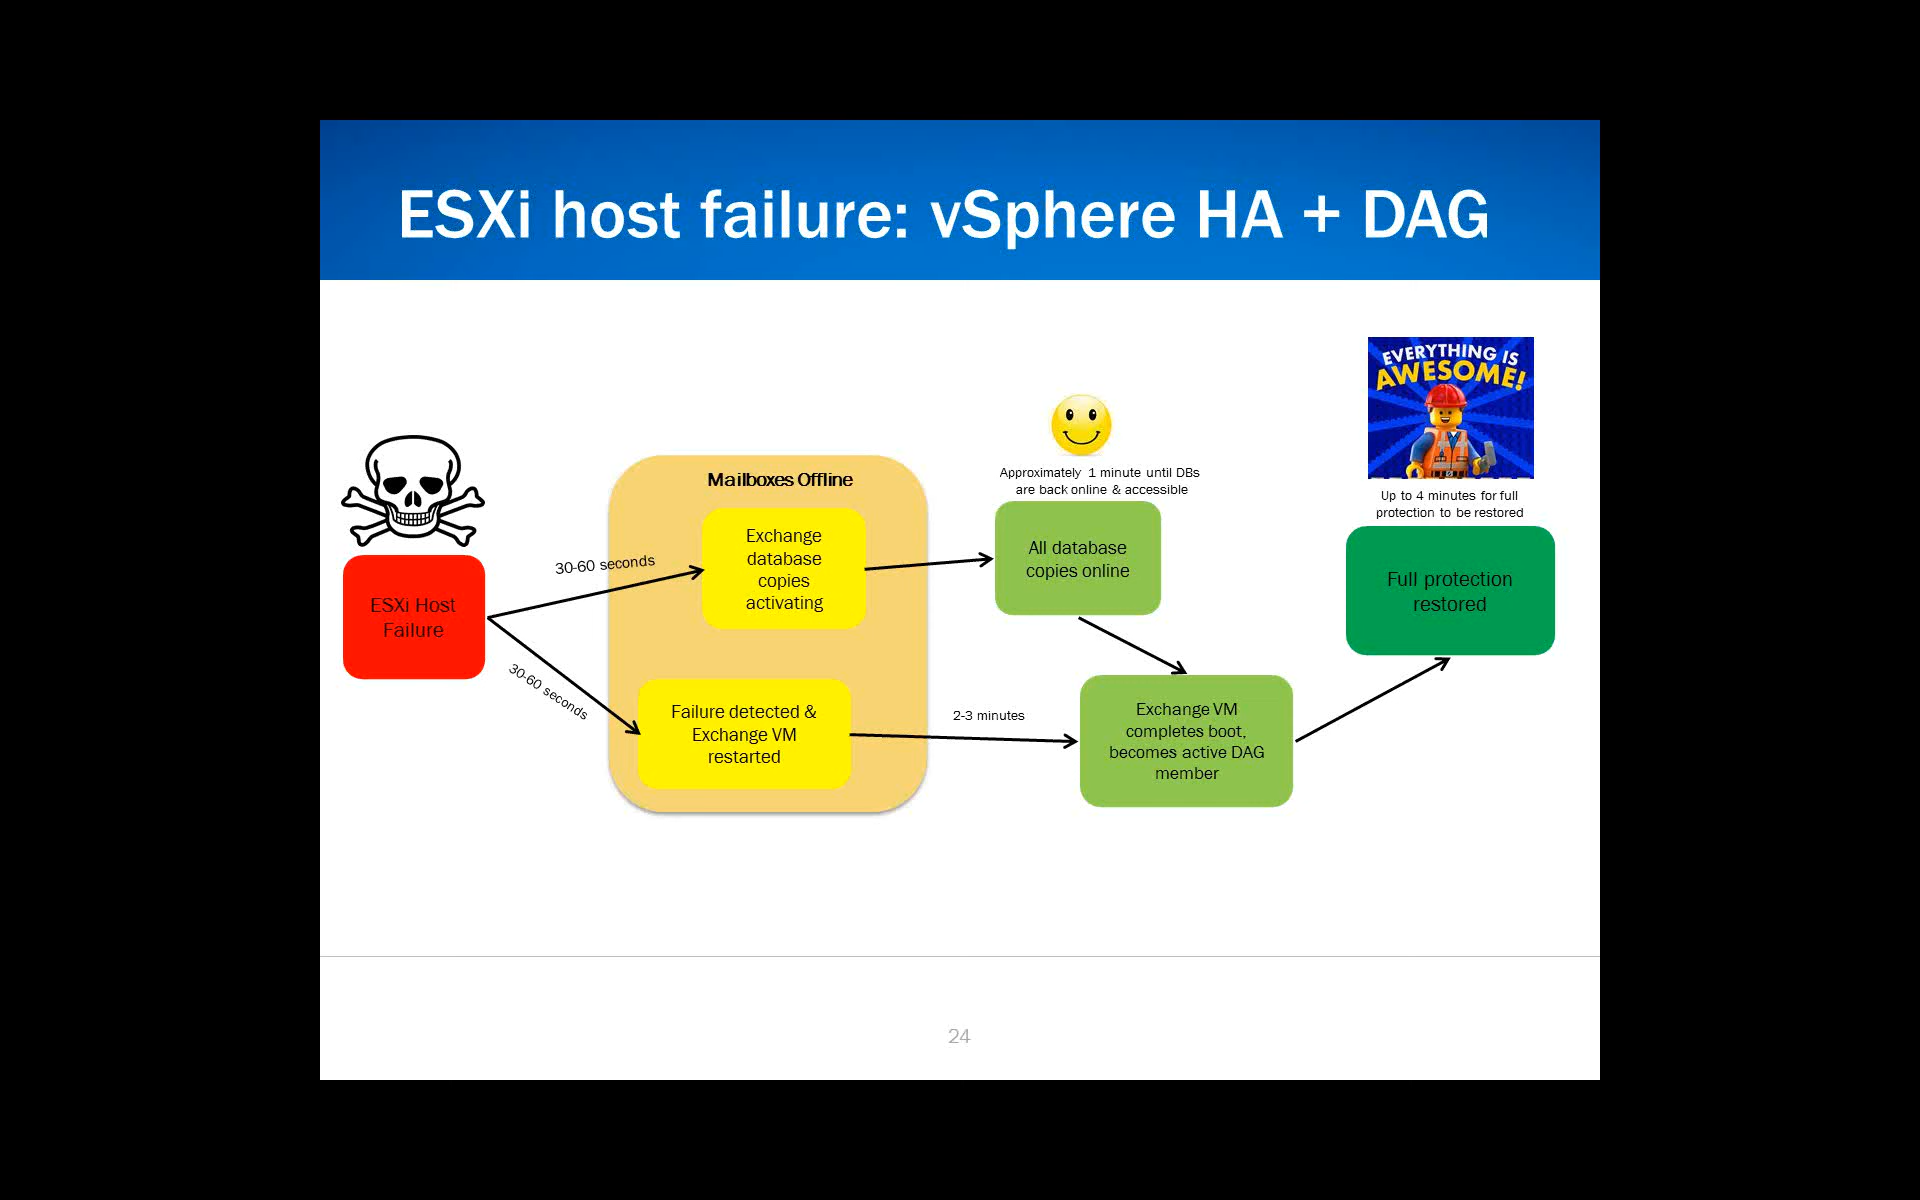 ESXi host failure: vSphere HA + DAG
EVERYTHING IS
AWESOME!
Approximately 1 minute until DBs
are back online & accessible
Up to 4 minutes for full
protection to be restored
Mailboxes Offline
Exchange
database
copies
activating
All database
copies online
Full protection
restored
30-60 seconds
ESXi Host
Failure
30-60 seconds
Failure detected &
Exchange VM
restarted
2-3 minutes
Exchange VM
completes boot,
becomes active DAG
member
24